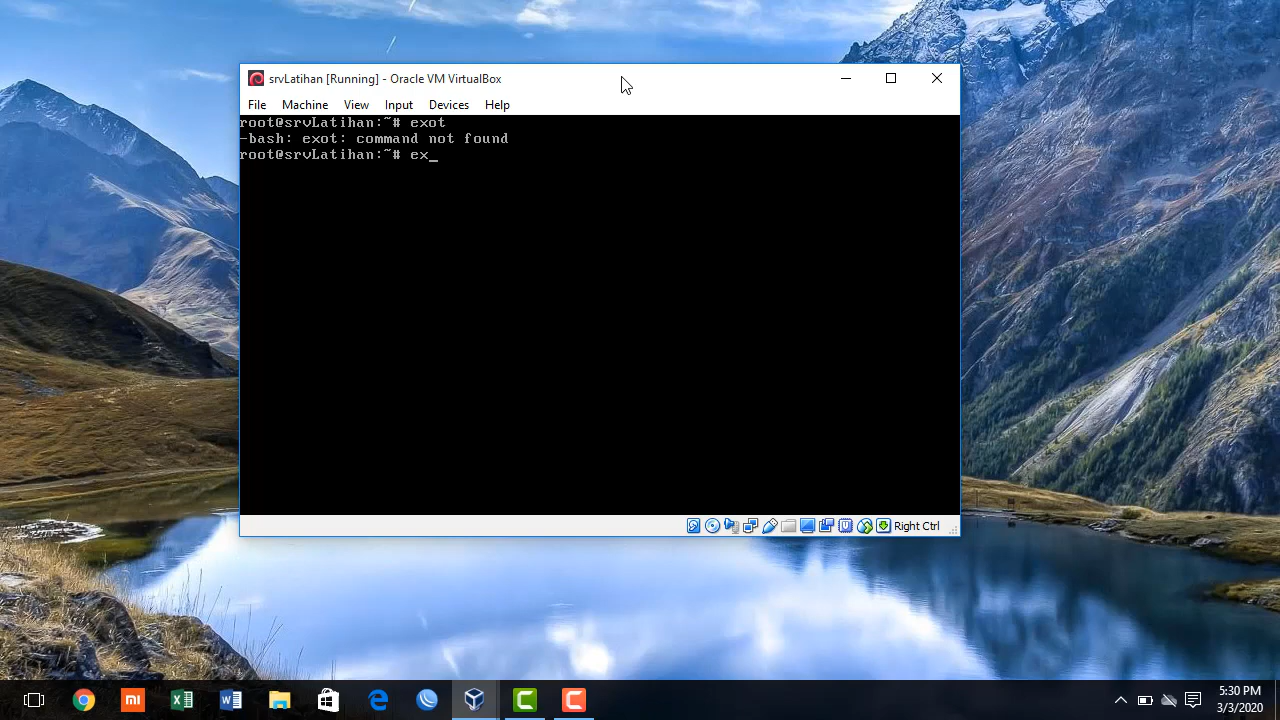 srvLatihan [Running] - Oracle VM VirtualBox
File Machine View Input Devices Help
root@srvLatihan:~# exot
-bash: exot: command not found
root@srvLatihan:~# ex_
Right Ctrl
mi
5:30 PM
3/3/2020